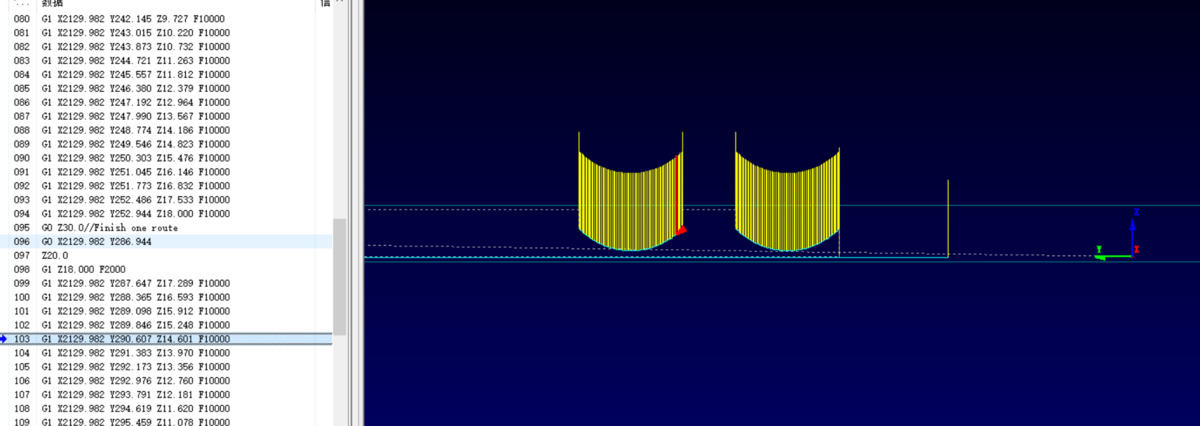 ... 数据 信
080 G1 X2129.982 Y242.145 Z9.727 F10000
081 G1 X2129.982 Y243.015 Z10.220 F10000
082 G1 X2129.982 Y243.873 Z10.732 F10000
083 G1 X2129.982 Y244.721 Z11.263 F10000
084 G1 X2129.982 Y245.557 Z11.812 F10000
085 G1 X2129.982 Y246.380 Z12.379 F10000
086 G1 X2129.982 Y247.192 Z12.964 F10000
087 G1 X2129.982 Y247.990 Z13.567 F10000
088 G1 X2129.982 Y248.774 Z14.186 F10000
089 G1 X2129.982 Y249.546 Z14.823 F10000
090 G1 X2129.982 Y250.303 Z15.476 F10000
091 G1 X2129.982 Y251.045 Z16.146 F10000
092 G1 X2129.982 Y251.773 Z16.832 F10000
093 G1 X2129.982 Y252.486 Z17.533 F10000
094 G1 X2129.982 Y252.944 Z18.000 F10000
095 G0 Z30.0//Finish one route
096 G0 X2129.982 Y286.944
097 Z20.0
098 G1 Z18.000 F2000
099 G1 X2129.982 Y287.647 Z17.289 F10000
100 G1 X2129.982 Y288.365 Z16.593 F10000
101 G1 X2129.982 Y289.098 Z15.912 F10000
102 G1 X2129.982 Y289.846 Z15.248 F10000
103 G1 X2129.982 Y290.607 Z14.601 F10000
104 G1 X2129.982 Y291.383 Z13.970 F10000
105 G1 X2129.982 Y292.173 Z13.356 F10000
106 G1 X2129.982 Y292.976 Z12.760 F10000
107 G1 X2129.982 Y293.791 Z12.181 F10000
108 G1 X2129.982 Y294.619 Z11.620 F10000
109 G1 X2129.982 Y295.459 Z11.078 F10000
Z
Y X